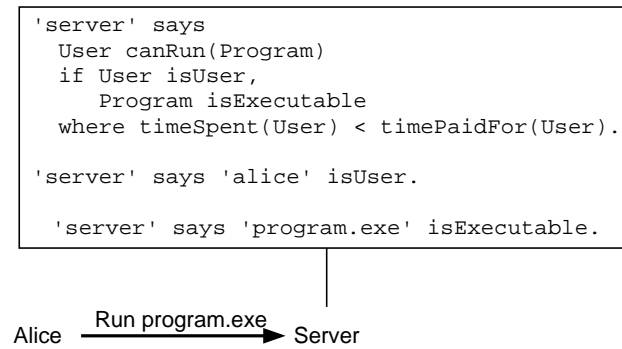 'server' says
User canRun(Program)
if User isUser,
Program isExecutable
where timeSpent(User) < timePaidFor(User).
'server' says 'alice' isUser.
'server' says 'program.exe' isExecutable.
Run program.exe
Alice Server